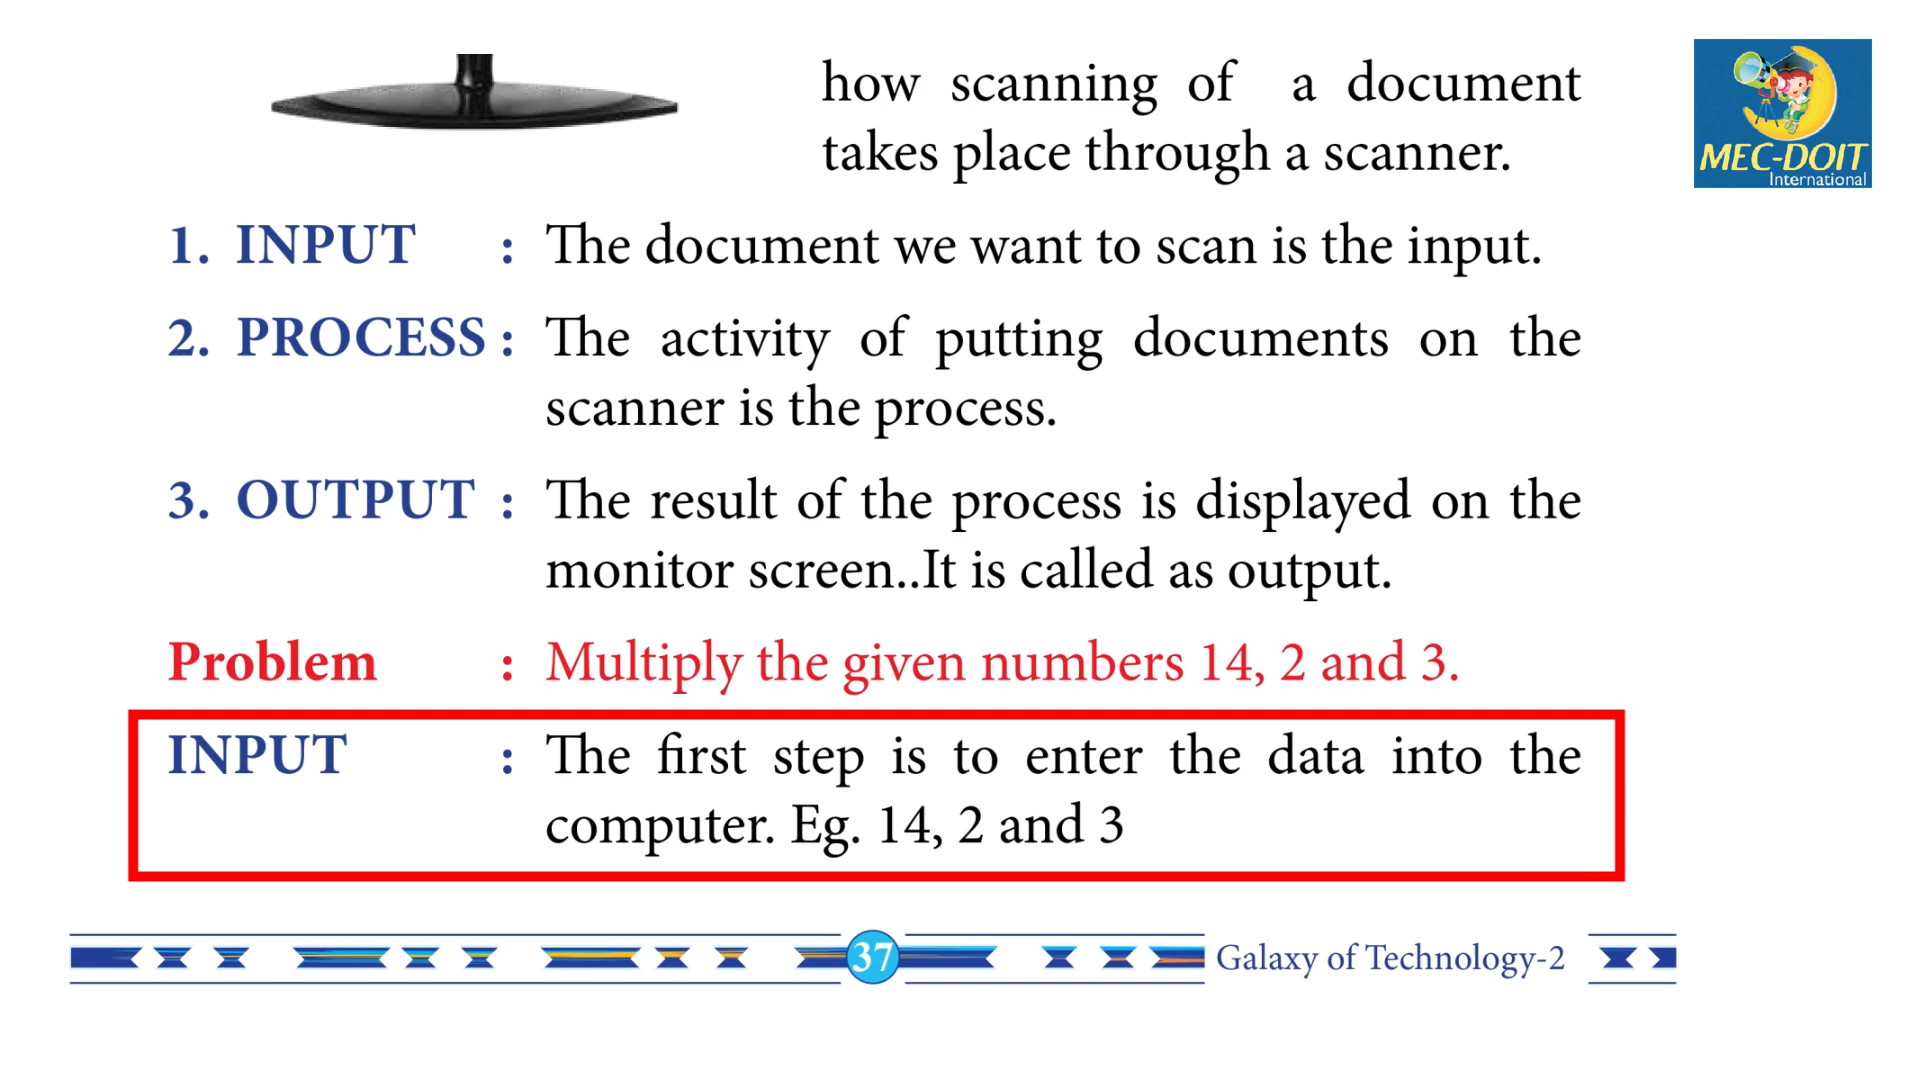 how scanning of a document
takes place through a scanner.
MEC-DOIT
International
1. INPUT : The document we want to scan is the input.
2. PROCESS : The activity of putting documents on the
scanner is the process.
3. OUTPUT : The result of the process is displayed on the
monitor screen..It is called as output.
Problem : Multiply the given numbers 14, 2 and 3.
INPUT : The first step is to enter the data into the
computer. Eg. 14, 2 and 3
37
Galaxy of Technology-2